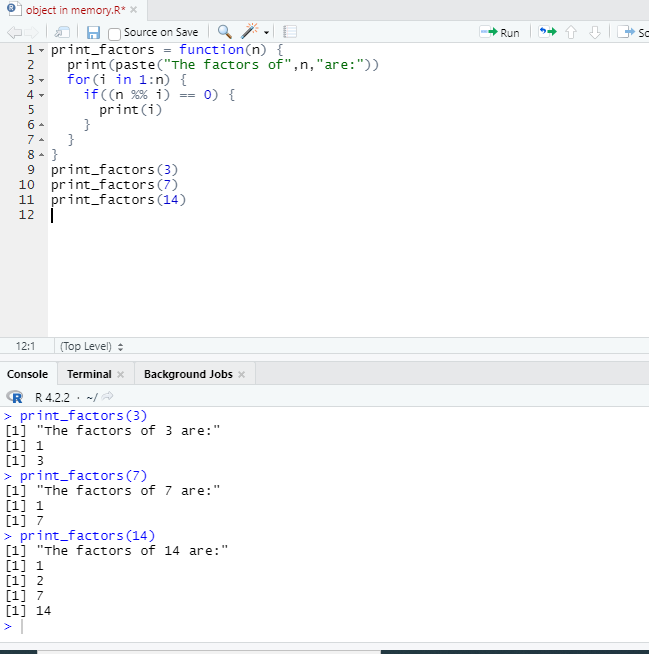 object in memory.R*
Source on Save
Run
So
1 print_factors = function(n) {
2   print(paste("The factors of",n,"are:"))
3   for(i in 1:n) {
4     if((n %% i) == 0) {
5       print(i)
6     }
7   }
8 }
9 print_factors(3)
10 print_factors(7)
11 print_factors(14)
12
12:1 (Top Level)
Console Terminal Background Jobs
R R 4.2.2 · ~/
> print_factors(3)
[1] "The factors of 3 are:"
[1] 1
[1] 3
> print_factors(7)
[1] "The factors of 7 are:"
[1] 1
[1] 7
> print_factors(14)
[1] "The factors of 14 are:"
[1] 1
[1] 2
[1] 7
[1] 14
>